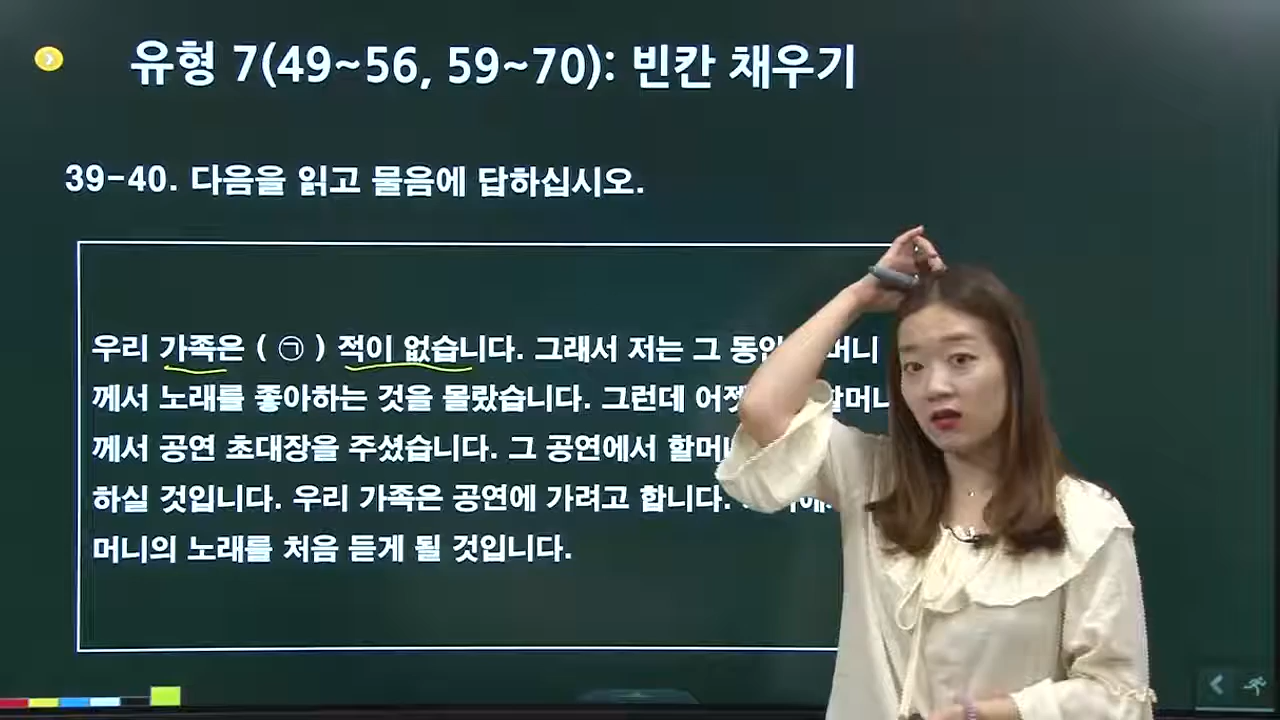 유형 7(49~56, 59~70): 빈칸 채우기
39-40. 다음을 읽고 물음에 답하십시오.
우리 가족은 ( ㉠ ) 적이 없습니다. 그래서 저는 그 머니
께서 노래를 좋아하는 것을 몰랐습니다. 그런데
께서 공연 초대장을 주셨습니다. 그 공연에서
하실 것입니다. 우리 가족은 공연에 가려고 합니다.
머니의 노래를 처음 듣게 될 것입니다.